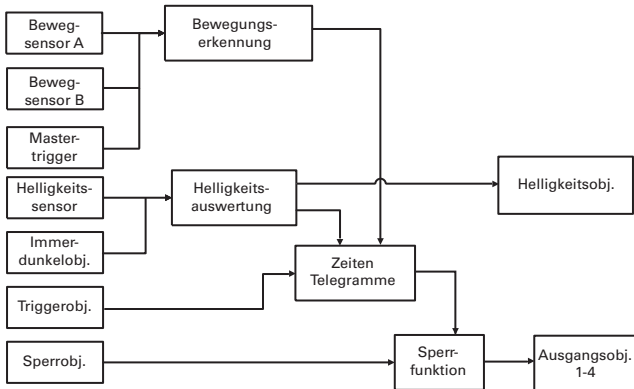 Beweg-
sensor A
Bewegungs-
erkennung
Beweg-
sensor B
Master-
trigger
Helligkeits-
sensor
Helligkeits-
auswertung
Helligkeitsobj.
Immer-
dunkelobj.
Zeiten
Telegramme
Triggerobj.
Sperrobj.
Sperr-
funktion
Ausgangsobj.
1-4